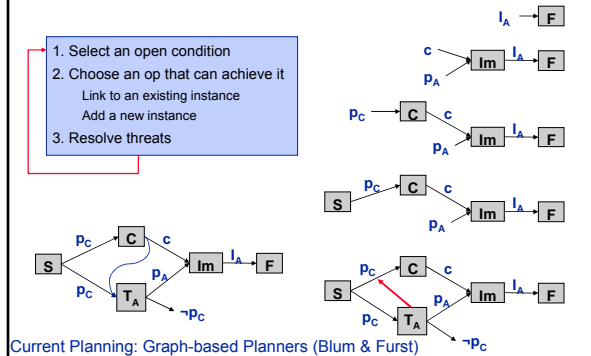 1. Select an open condition
2. Choose an op that can achieve it
Link to an existing instance
Add a new instance
3. Resolve threats
I_A F
c
p_A Im I_A F
p_C C c
p_A Im I_A F
S p_C C c
p_A Im I_A F
S p_C C c
p_C T_A p_A Im I_A F
¬p_C
S p_C C c
p_C T_A p_A Im I_A F
¬p_C
Current Planning: Graph-based Planners (Blum & Furst)